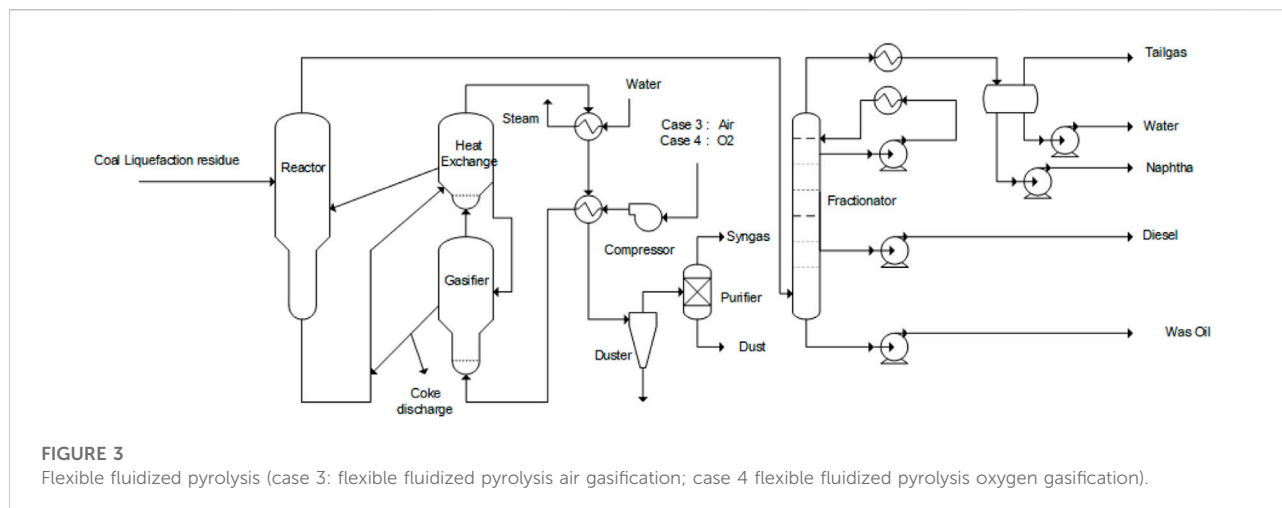 Tailgas
Water
Steam
Case 3 : Air
Case 4 : O2
Water
Coal Liquefaction residue
Reactor
Heat
Exchange
Naphtha
Fractionator
Compressor
Syngas
Diesel
Gasifier
Purifier
Duster
Dust
Was Oil
Coke
discharge
FIGURE 3
Flexible fluidized pyrolysis (case 3: flexible fluidized pyrolysis air gasification; case 4 flexible fluidized pyrolysis oxygen gasification).